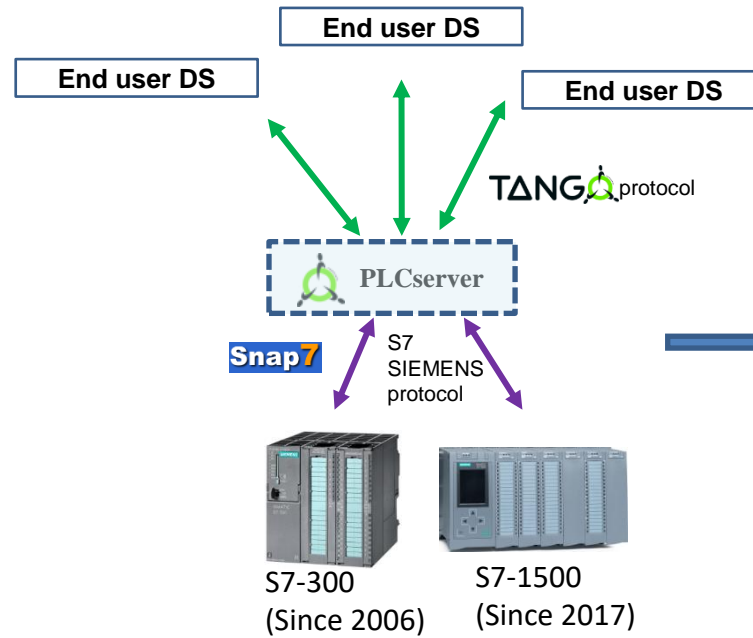 End user DS
End user DS
End user DS
TANGO protocol
PLCserver
Snap7
S7
SIEMENS
protocol
SIEMENS
S7-300
(Since 2006)
S7-1500
(Since 2017)